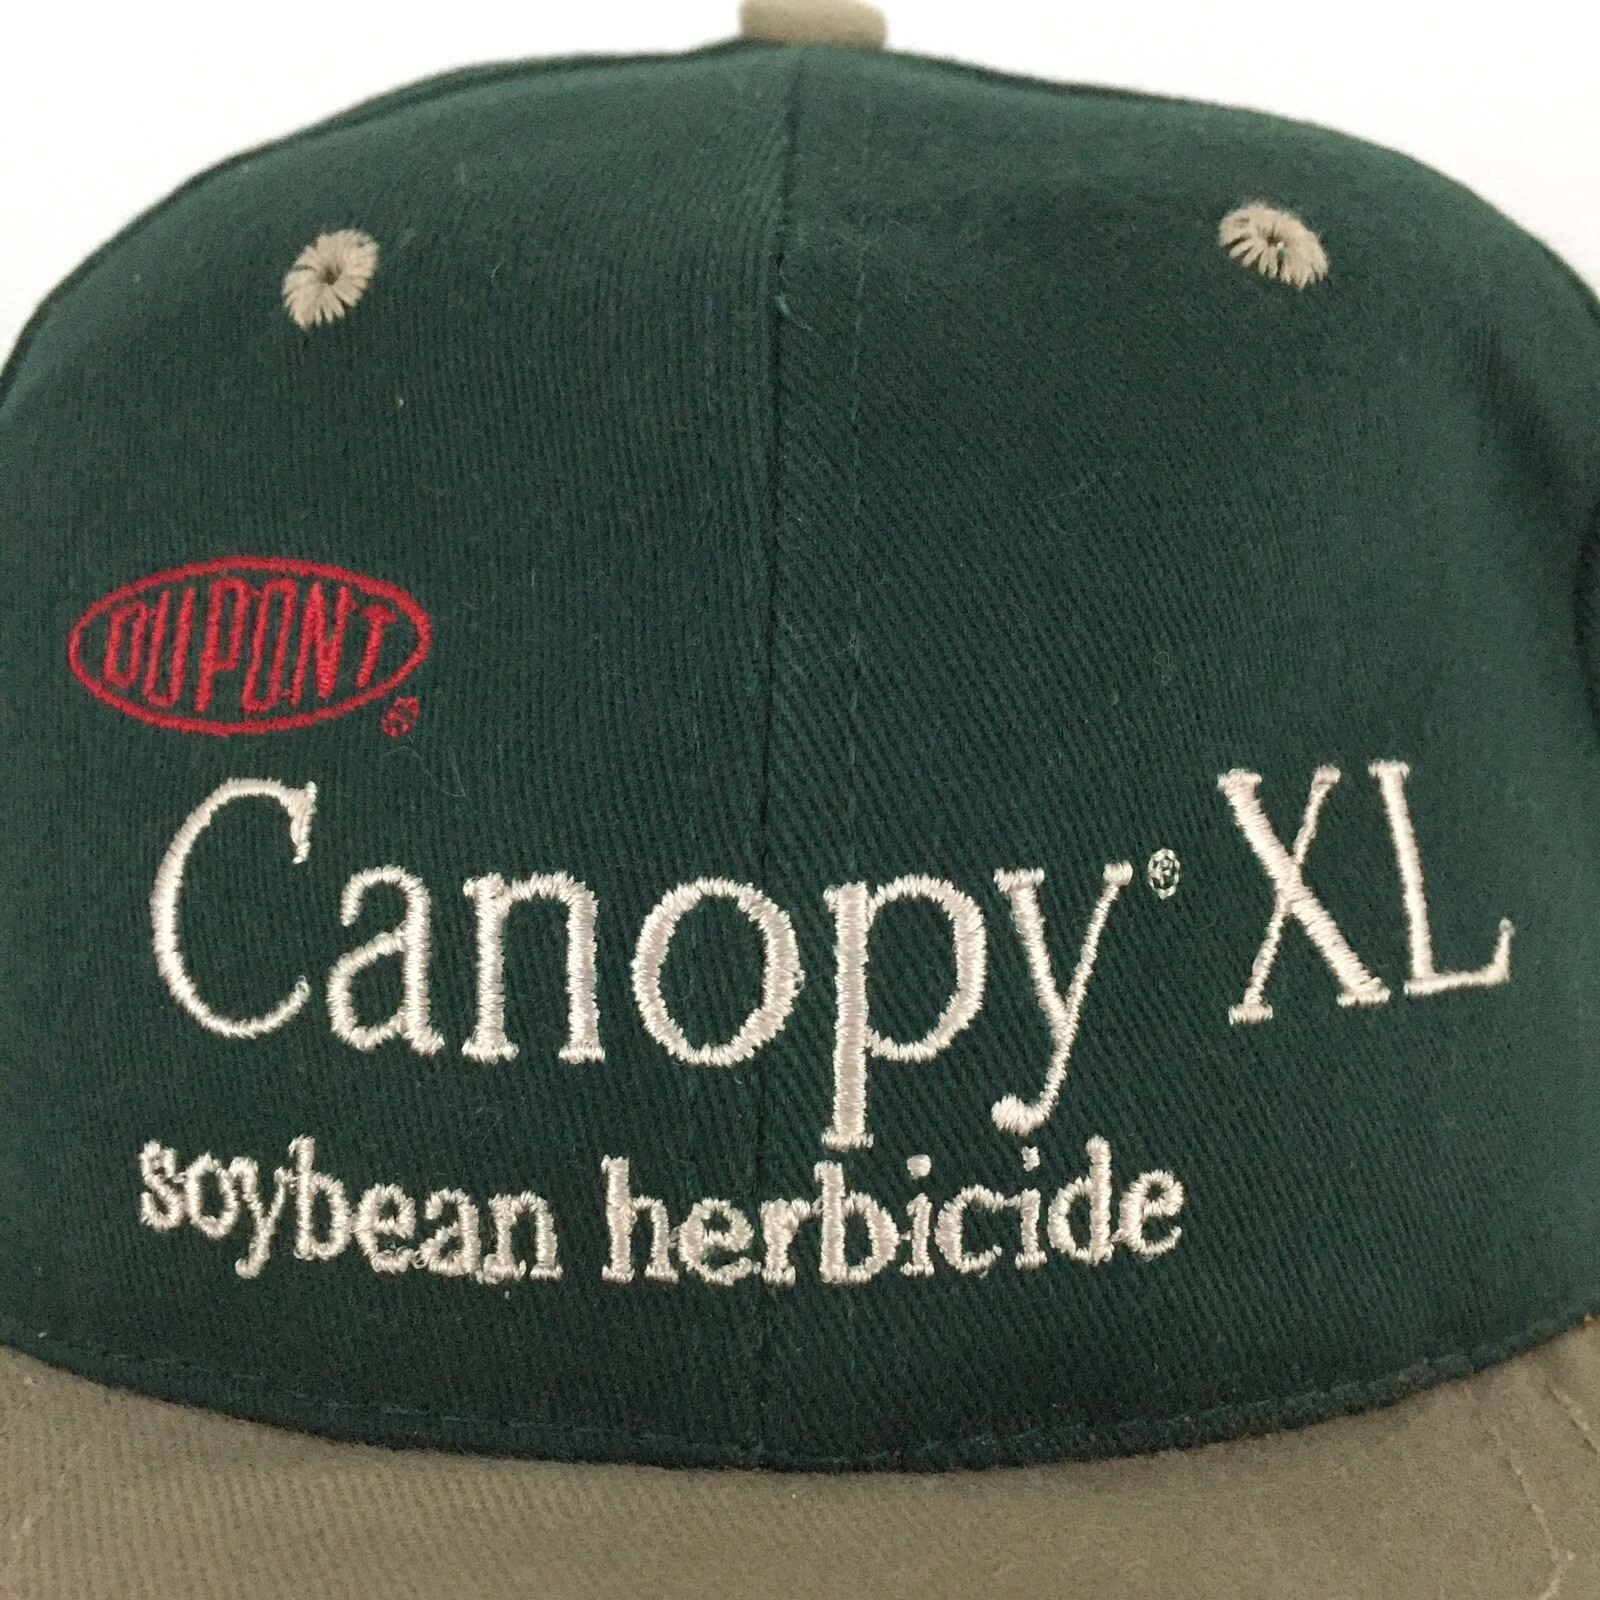 DUPONT®
Canopy® XL
soybean herbicide